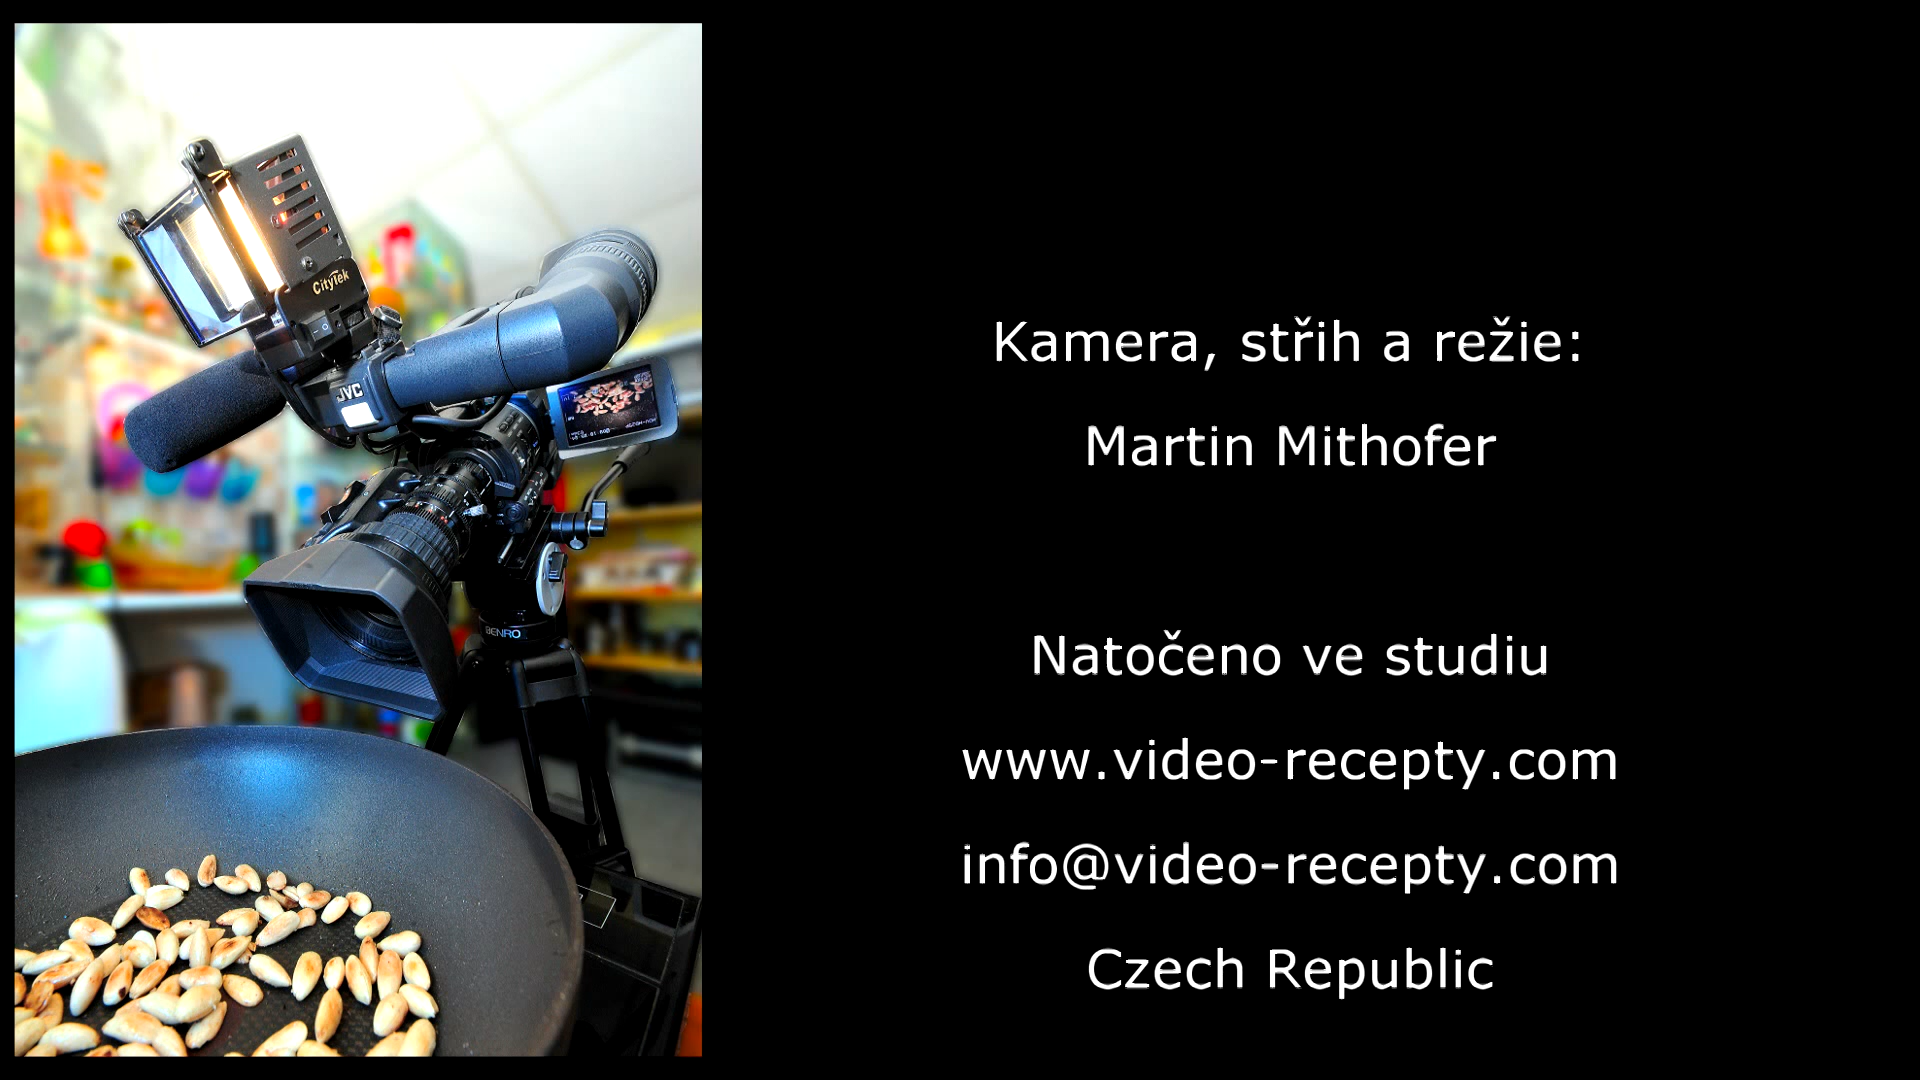 CityTek
JVC
BENRO
Kamera, střih a režie:
Martin Mithofer
Natočeno ve studiu
www.video-recepty.com
info@video-recepty.com
Czech Republic